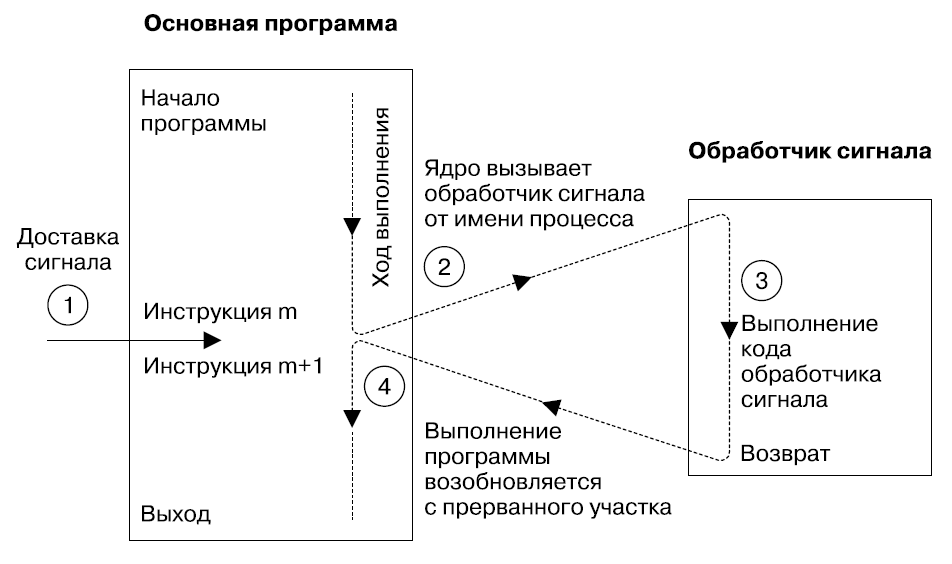 Основная программа
Начало
программы
Ход выполнения
Доставка
сигнала
1
Инструкция m
Инструкция m+1
Выход
Ядро вызывает
обработчик сигнала
от имени процесса
2
Обработчик сигнала
3
Выполнение
кода
обработчика
сигнала
Возврат
4
Выполнение
программы
возобновляется
с прерванного участка